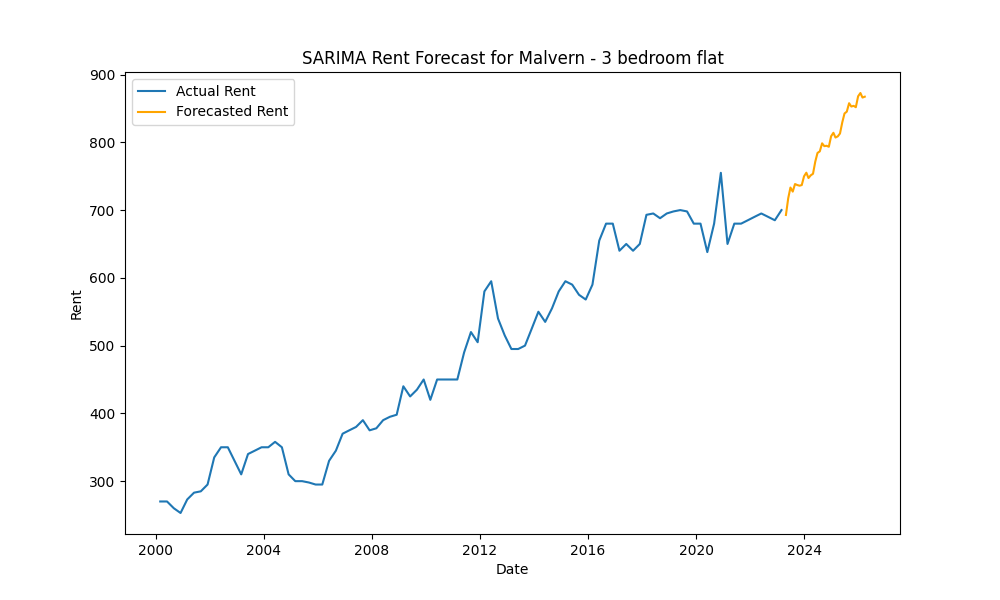 SARIMA Rent Forecast for Malvern - 3 bedroom flat
Actual Rent
Forecasted Rent
900
800
700
600
500
400
300
Rent
2000 2004 2008 2012 2016 2020 2024
Date